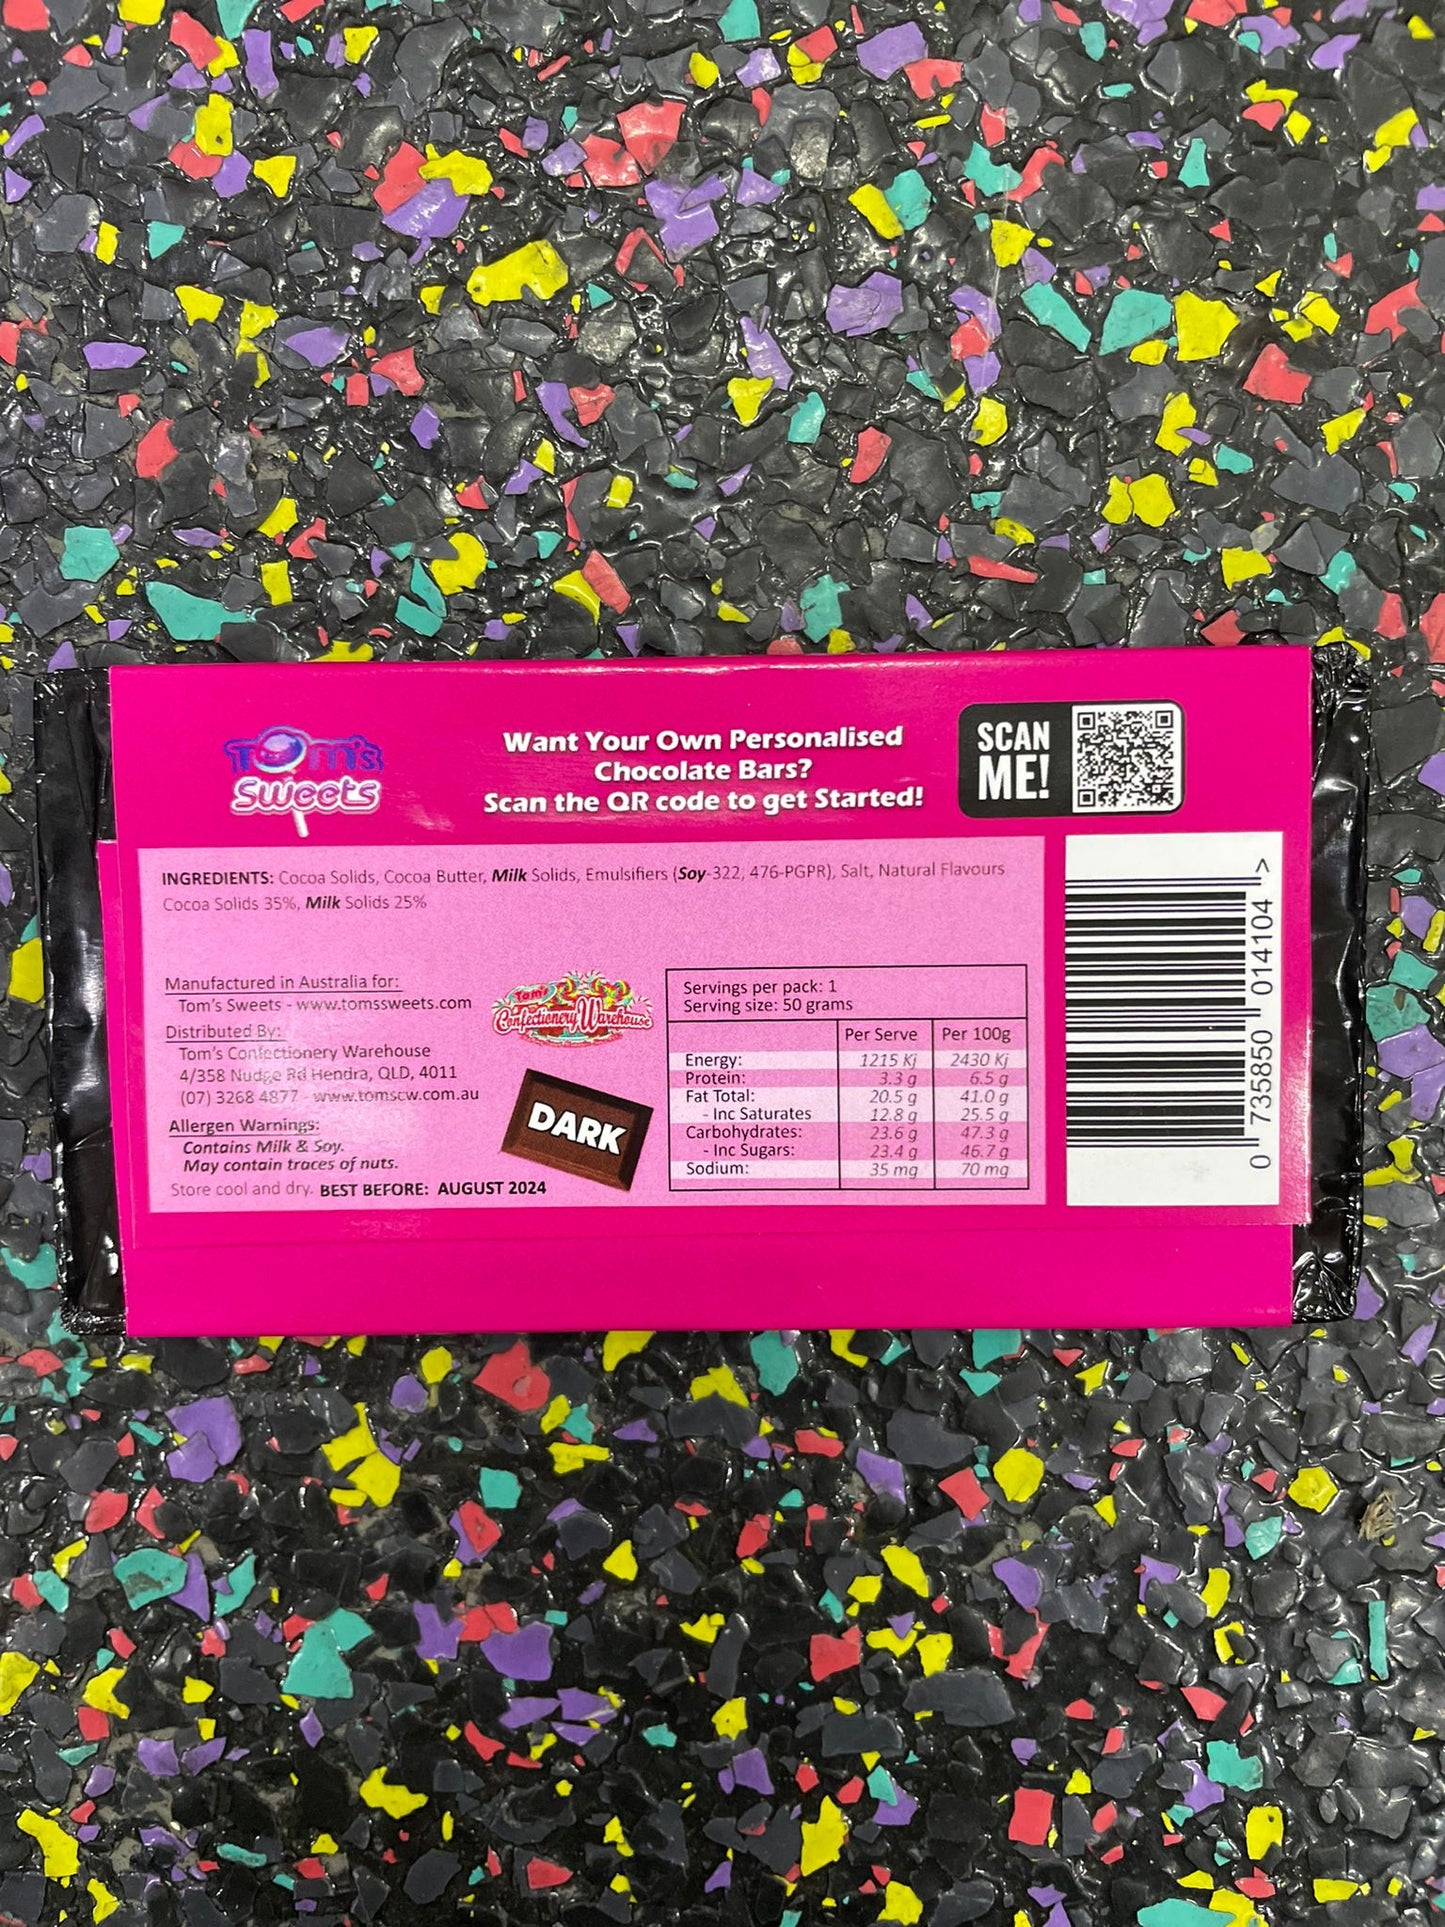 Tom's
Sweets
Want Your Own Personalised
Chocolate Bars?
Scan the QR code to get Started!
SCAN
ME!
INGREDIENTS: Cocoa Solids, Cocoa Butter, Milk Solids, Emulsifiers (Soy-322, 476-PGPR), Salt, Natural Flavours
Cocoa Solids 35%, Milk Solids 25%
Manufactured in Australia for:
Tom's Sweets - www.tomssweets.com
Distributed By:
Tom's Confectionery Warehouse
4/358 Nudge Rd Hendra, QLD, 4011
(07) 3268 4877 - www.tomscw.com.au
Allergen Warnings:
Contains Milk & Soy.
May contain traces of nuts.
Store cool and dry. BEST BEFORE: AUGUST 2024
Tom's
Confectionery Warehouse
DARK
Servings per pack: 1
Serving size: 50 grams
Per Serve Per 100g
Energy: 1215 Kj 2430 Kj
Protein: 3.3 g 6.5 g
Fat Total: 20.5 g 41.0 g
- Inc Saturates 12.8 g 25.5 g
Carbohydrates: 23.6 g 47.3 g
- Inc Sugars: 23.4 g 46.7 g
Sodium: 35 mg 70 mg
0 735850 014104 >